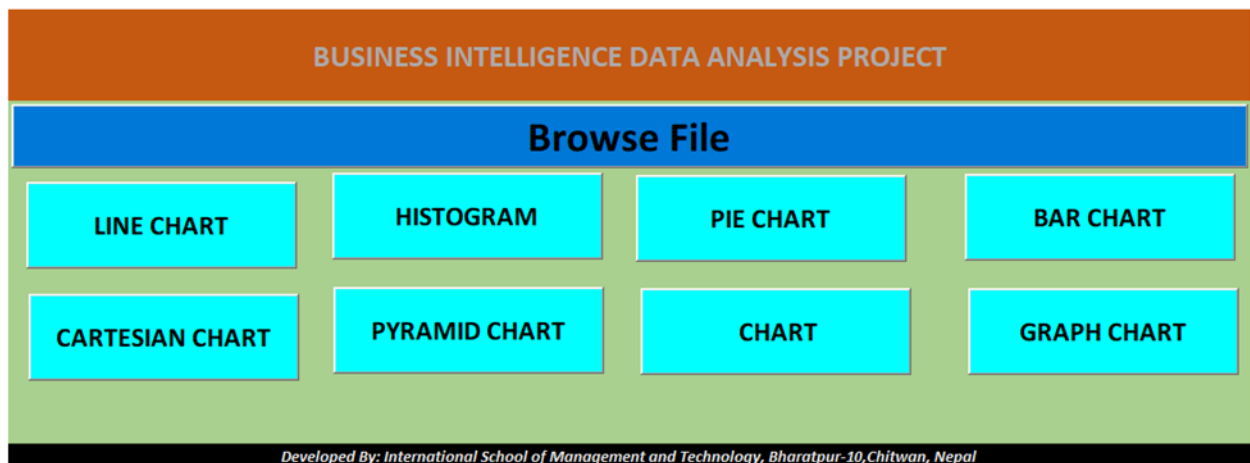 BUSINESS INTELLIGENCE DATA ANALYSIS PROJECT
Browse File
LINE CHART
HISTOGRAM
PIE CHART
BAR CHART
CARTESIAN CHART
PYRAMID CHART
CHART
GRAPH CHART
Developed By: International School of Management and Technology, Bharatpur-10,Chitwan, Nepal